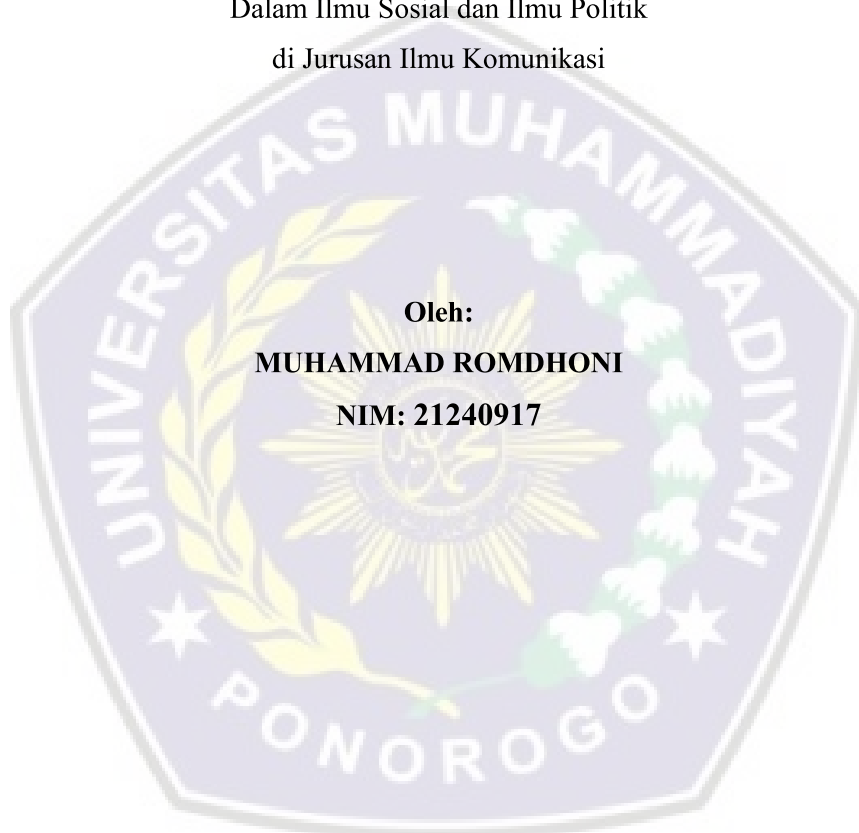 Dalam Ilmu Sosial dan Ilmu Politik
di Jurusan Ilmu Komunikasi
UNIVERSITAS MUHAMMADIYAH
Oleh:
MUHAMMAD ROMDHONI
NIM: 21240917
PONOROGO